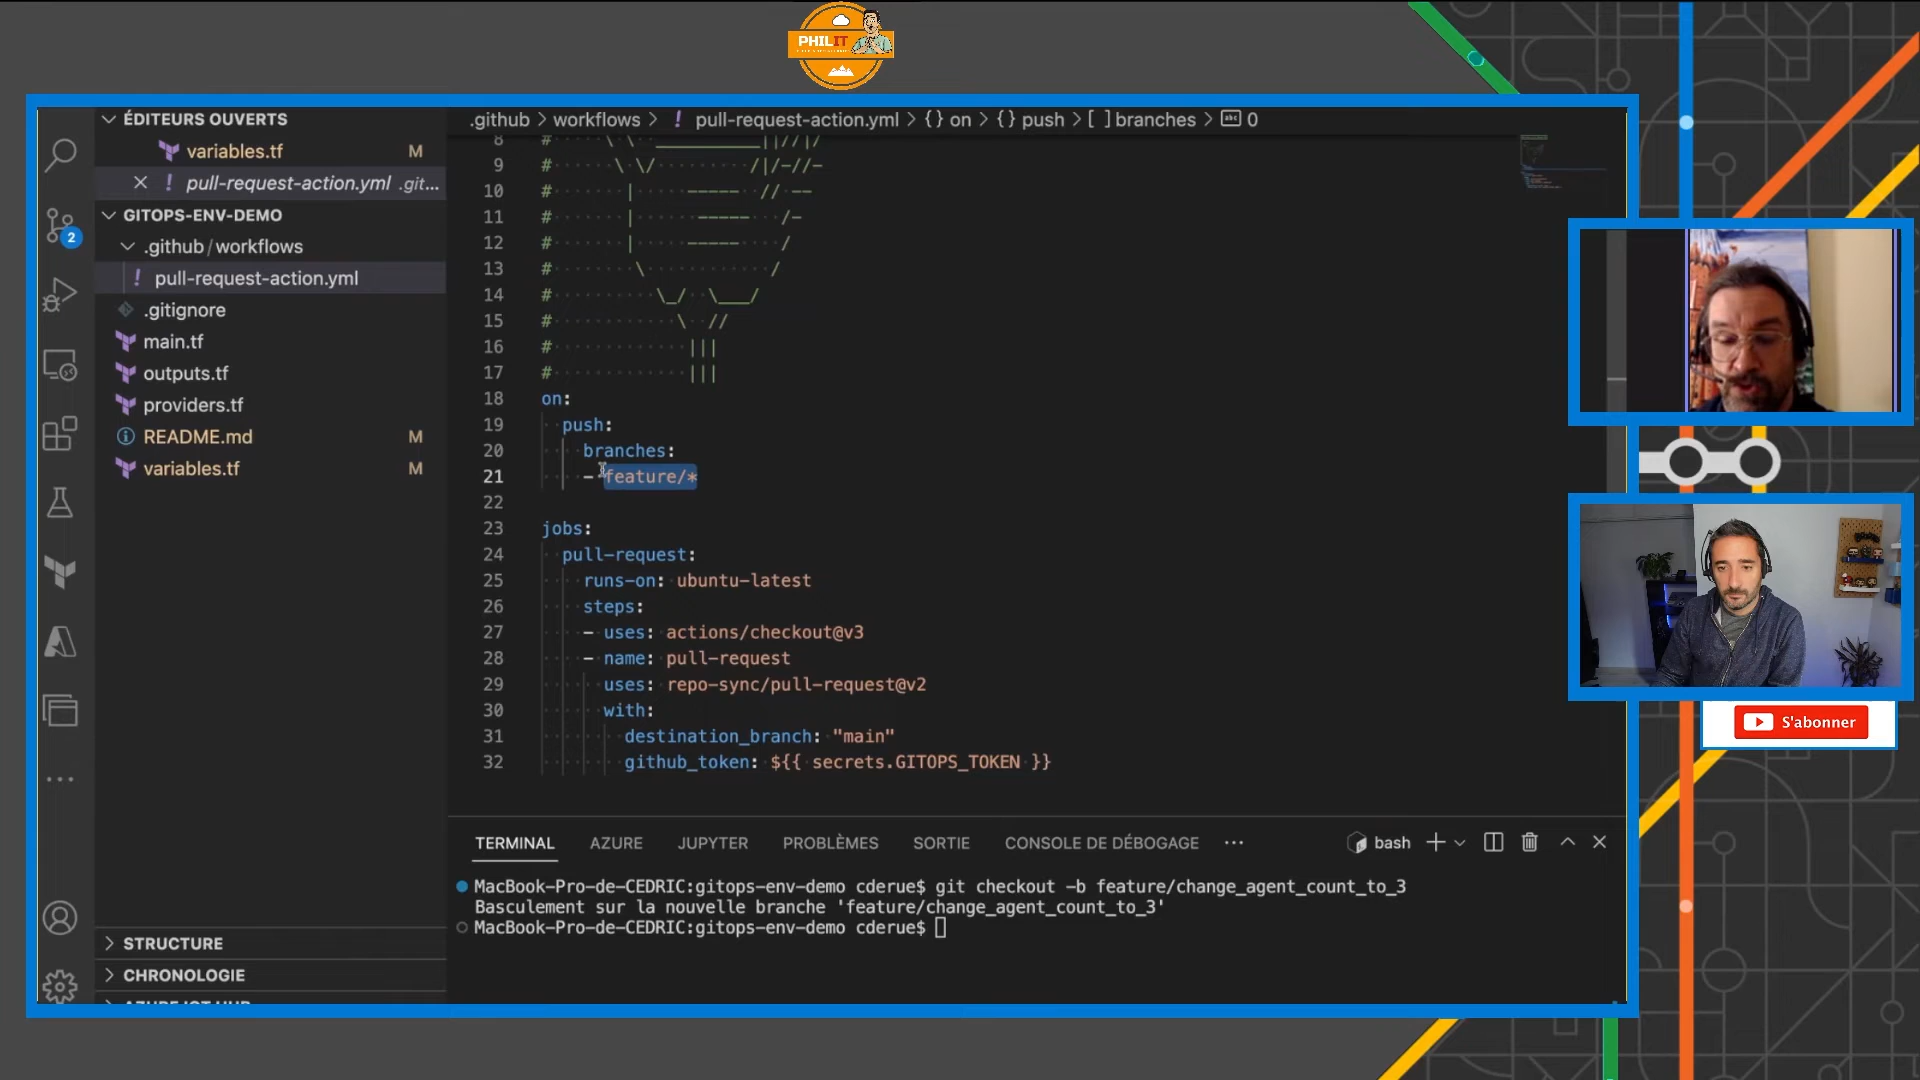 PHILIT
ÉDITEURS OUVERTS
variables.tf M
pull-request-action.yml .git...
GITOPS-ENV-DEMO
.github/workflows
pull-request-action.yml
.gitignore
main.tf
outputs.tf
providers.tf
README.md M
variables.tf M
STRUCTURE
CHRONOLOGIE
2
.github > workflows > ! pull-request-action.yml > {} on > {} push > [ ] branches > abc 0
8 # \ \ __________||//|/
9 # \ \/ /|/-//-
10 # | ----- // --
11 # | ----- /-
12 # | ----- /
13 # \ /
14 # \_/ \___/
15 # \ //
16 # |||
17 # |||
18 on:
19 push:
20 branches:
21 - feature/*
22
23 jobs:
24 pull-request:
25 runs-on: ubuntu-latest
26 steps:
27 - uses: actions/checkout@v3
28 - name: pull-request
29 uses: repo-sync/pull-request@v2
30 with:
31 destination_branch: "main"
32 github_token: ${{ secrets.GITOPS_TOKEN }}
TERMINAL AZURE JUPYTER PROBLÈMES SORTIE CONSOLE DE DÉBOGAGE ... bash
MacBook-Pro-de-CEDRIC:gitops-env-demo cderue$ git checkout -b feature/change_agent_count_to_3
Basculement sur la nouvelle branche 'feature/change_agent_count_to_3'
MacBook-Pro-de-CEDRIC:gitops-env-demo cderue$
S'abonner